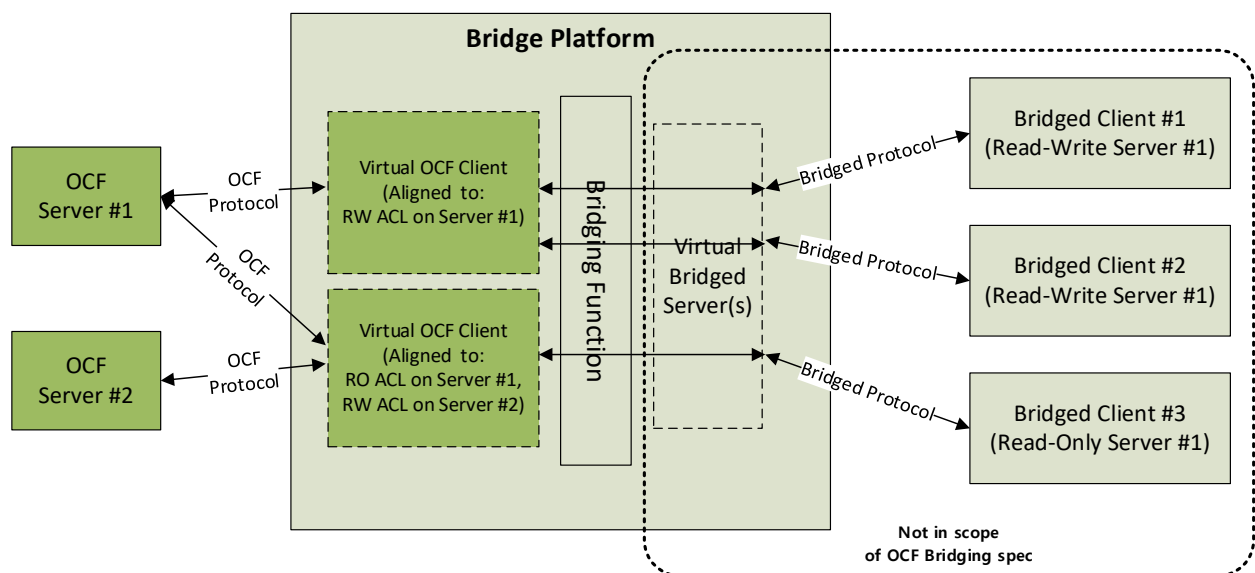 Bridge Platform
OCF
Server #1
OCF
Server #2
OCF
Protocol
OCF
Protocol
OCF
Protocol
Virtual OCF Client
(Aligned to:
RW ACL on Server #1)
Virtual OCF Client
(Aligned to:
RO ACL on Server #1,
RW ACL on Server #2)
Bridging Function
Virtual
Bridged
Server(s)
Bridged Protocol
Bridged Protocol
Bridged Protocol
Bridged Client #1
(Read-Write Server #1)
Bridged Client #2
(Read-Write Server #1)
Bridged Client #3
(Read-Only Server #1)
Not in scope
of OCF Bridging spec